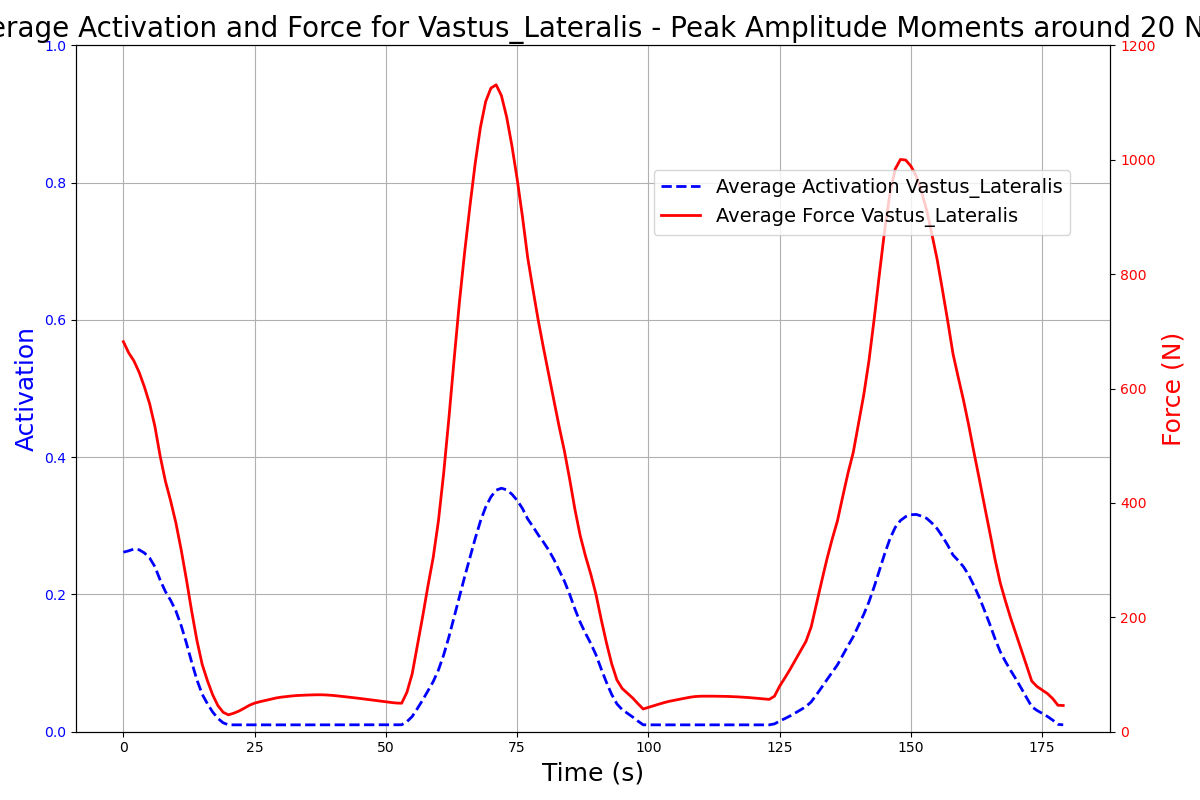 erage Activation and Force for Vastus_Lateralis - Peak Amplitude Moments around 20 N
1.0
0.8
0.6
0.4
0.2
0.0
Activation
1200
1000
800
600
400
200
0
Force (N)
Average Activation Vastus_Lateralis
Average Force Vastus_Lateralis
0 25 50 75 100 125 150 175
Time (s)